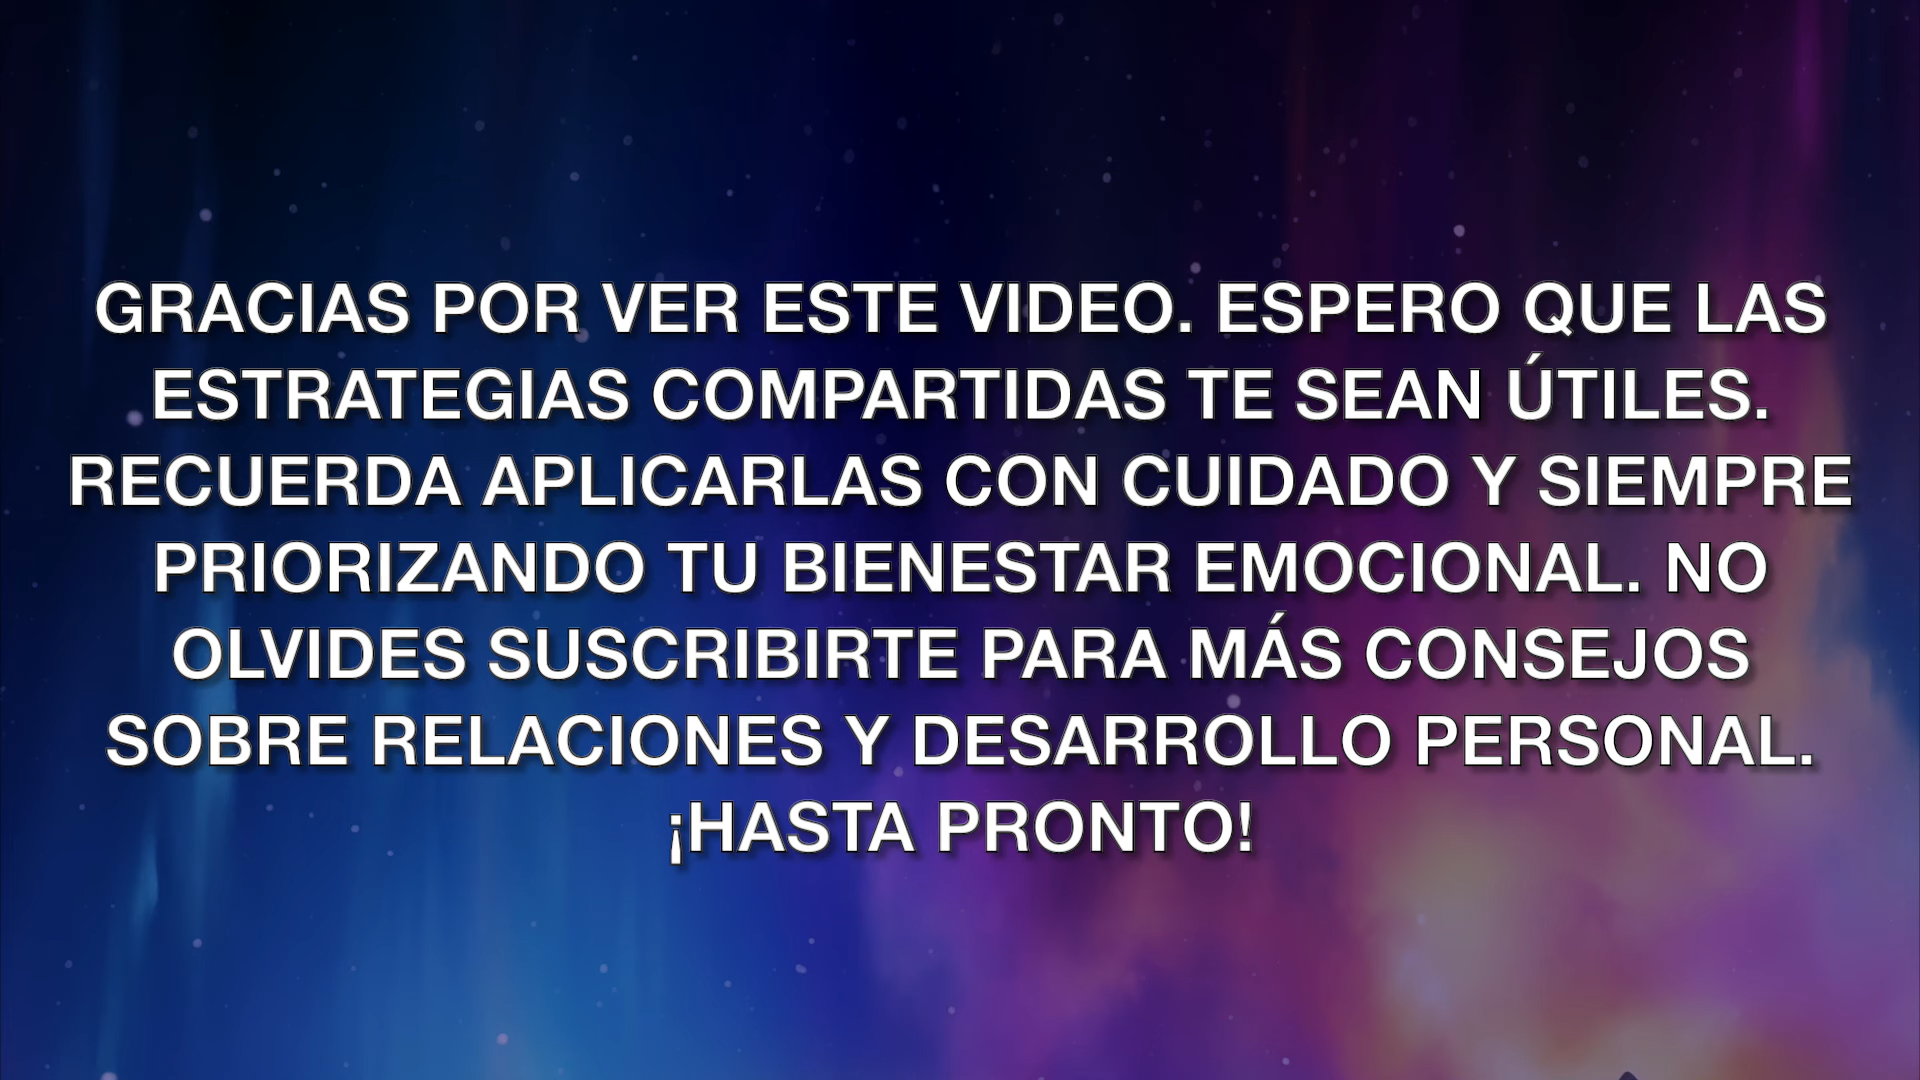 GRACIAS POR VER ESTE VIDEO. ESPERO QUE LAS
ESTRATEGIAS COMPARTIDAS TE SEAN ÚTILES.
RECUERDA APLICARLAS CON CUIDADO Y SIEMPRE
PRIORIZANDO TU BIENESTAR EMOCIONAL. NO
OLVIDES SUSCRIBIRTE PARA MÁS CONSEJOS
SOBRE RELACIONES Y DESARROLLO PERSONAL.
¡HASTA PRONTO!